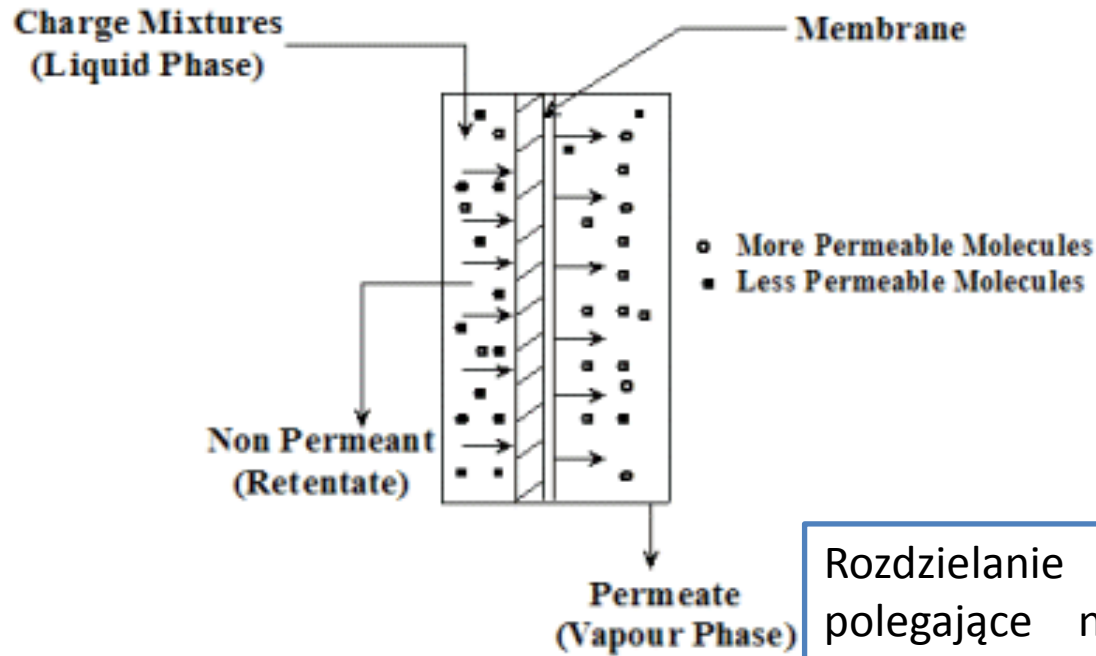 Charge Mixtures
(Liquid Phase)
Membrane
More Permeable Molecules
Less Permeable Molecules
Non Permeant
(Retentate)
Permeate
(Vapour Phase)
Rozdzielanie
polegające